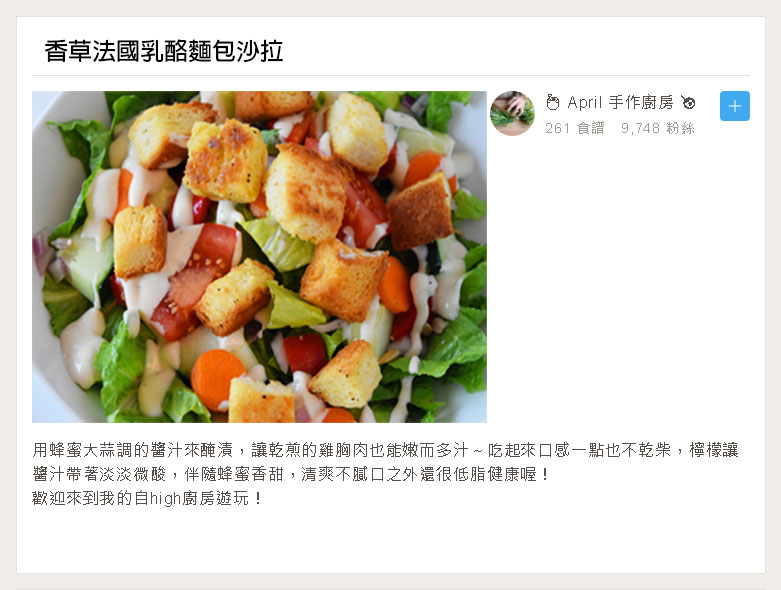 香草法國乳酪麵包沙拉
April 手作廚房
261 食譜 9,748 粉絲
用蜂蜜大蒜調的醬汁來醃漬，讓乾煎的雞胸肉也能嫩而多汁～吃起來口感一點也不乾柴，檸檬讓
醬汁帶著淡淡微酸，伴隨蜂蜜香甜，清爽不膩口之外還很低脂健康喔！
歡迎來到我的自high廚房遊玩！